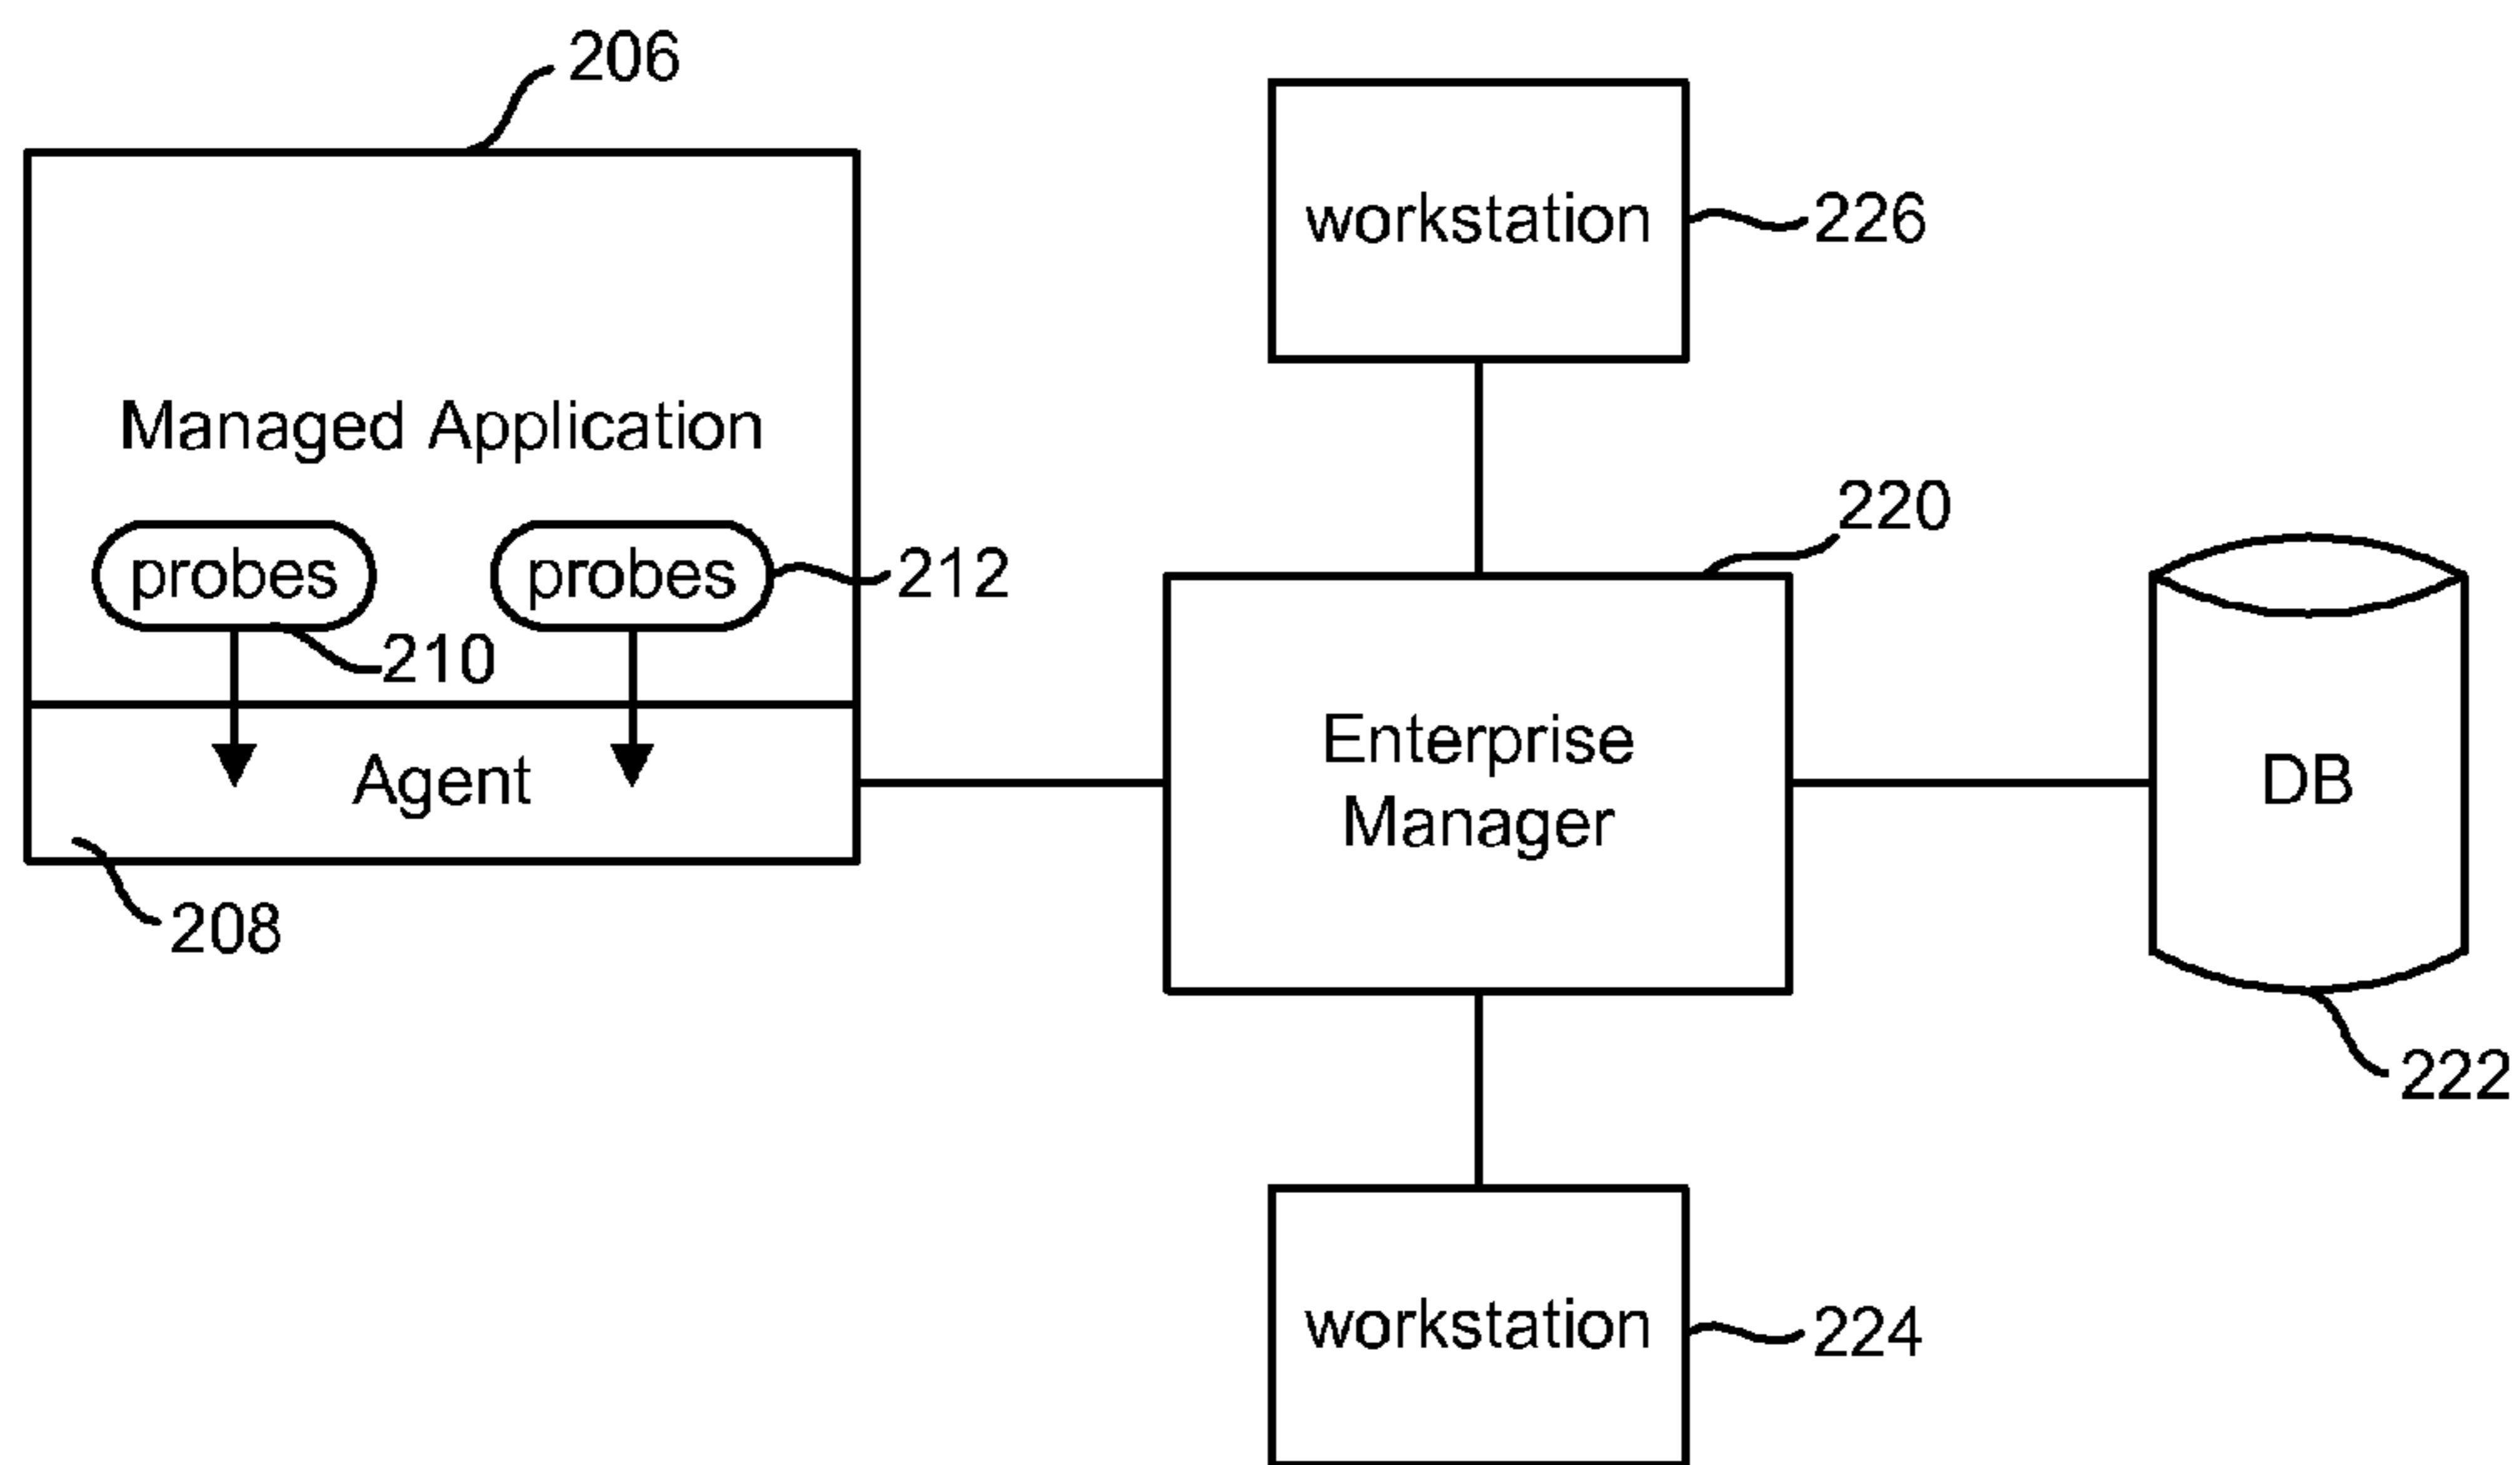 206
workstation
226
Managed Application
220
probes
probes
212
210
Enterprise
Manager
DB
Agent
208
222
workstation
224